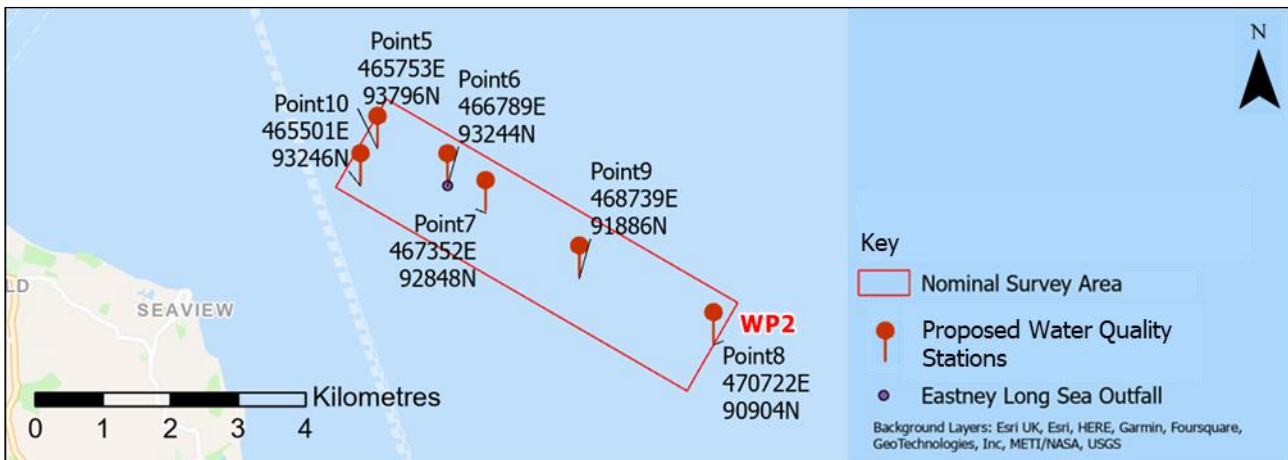 Point5
465753E
93796N
Point6
466789E
93244N
Point10
465501E
93246N
Point9
468739E
91886N
Point7
467352E
92848N
WP2
Point8
470722E
90904N
LD
SEAVIEW
Kilometres
0 1 2 3 4
N
Key
Nominal Survey Area
Proposed Water Quality
Stations
Eastney Long Sea Outfall
Background Layers: Esri UK, Esri, HERE, Garmin, Foursquare,
GeoTechnologies, Inc, METI/NASA, USGS